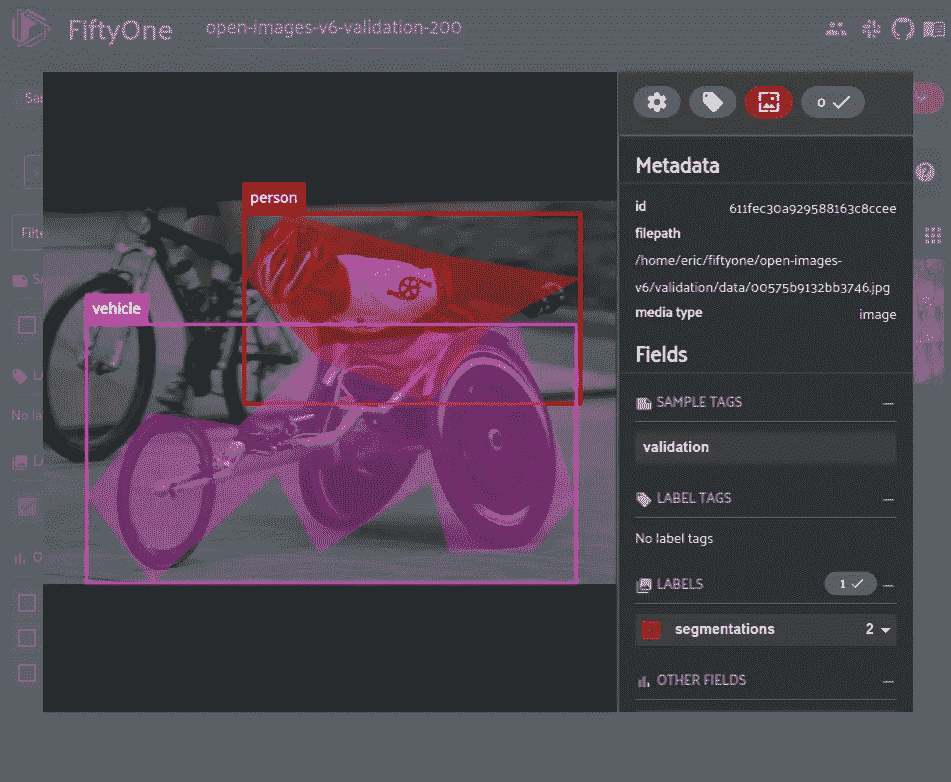 FiftyOne
open-images-v6-validation-200
person
vehicle
0
Metadata
id
611fec30a929588163c8ccee
filepath
/home/eric/fiftyone/open-images-
v6/validation/data/00575b9132bb3746.jpg
media type
image
Fields
SAMPLE TAGS
validation
LABEL TAGS
No label tags
LABELS
1
segmentations
2
OTHER FIELDS